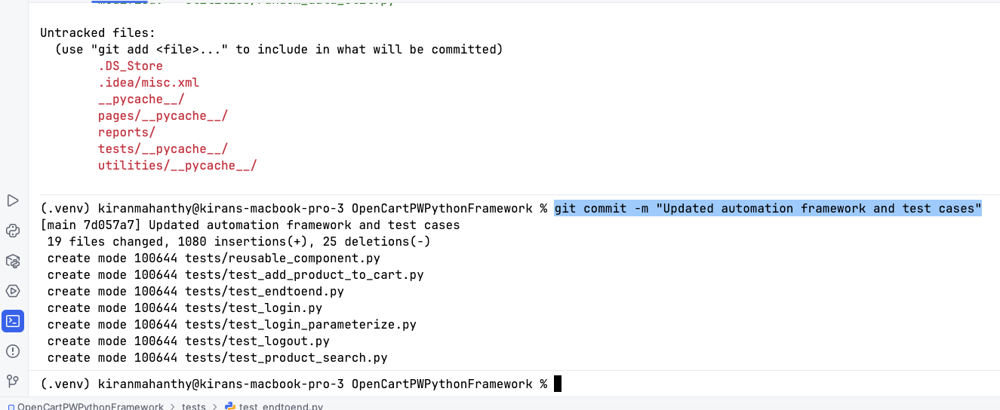 Untracked files:
(use "git add <file>..." to include in what will be committed)
.DS_Store
.idea/misc.xml
__pycache__/
pages/__pycache__/
reports/
tests/__pycache__/
utilities/__pycache__/
(.venv) kiranmahanthy@kirans-macbook-pro-3 OpenCartPWPythonFramework % git commit -m "Updated automation framework and test cases"
[main 7d057a7] Updated automation framework and test cases
19 files changed, 1080 insertions(+), 25 deletions(-)
create mode 100644 tests/reusable_component.py
create mode 100644 tests/test_add_product_to_cart.py
create mode 100644 tests/test_endtoend.py
create mode 100644 tests/test_login.py
create mode 100644 tests/test_login_parameterize.py
create mode 100644 tests/test_logout.py
create mode 100644 tests/test_product_search.py
(.venv) kiranmahanthy@kirans-macbook-pro-3 OpenCartPWPythonFramework %
OpenCartPWPythonFramework > tests > test_endtoend.py